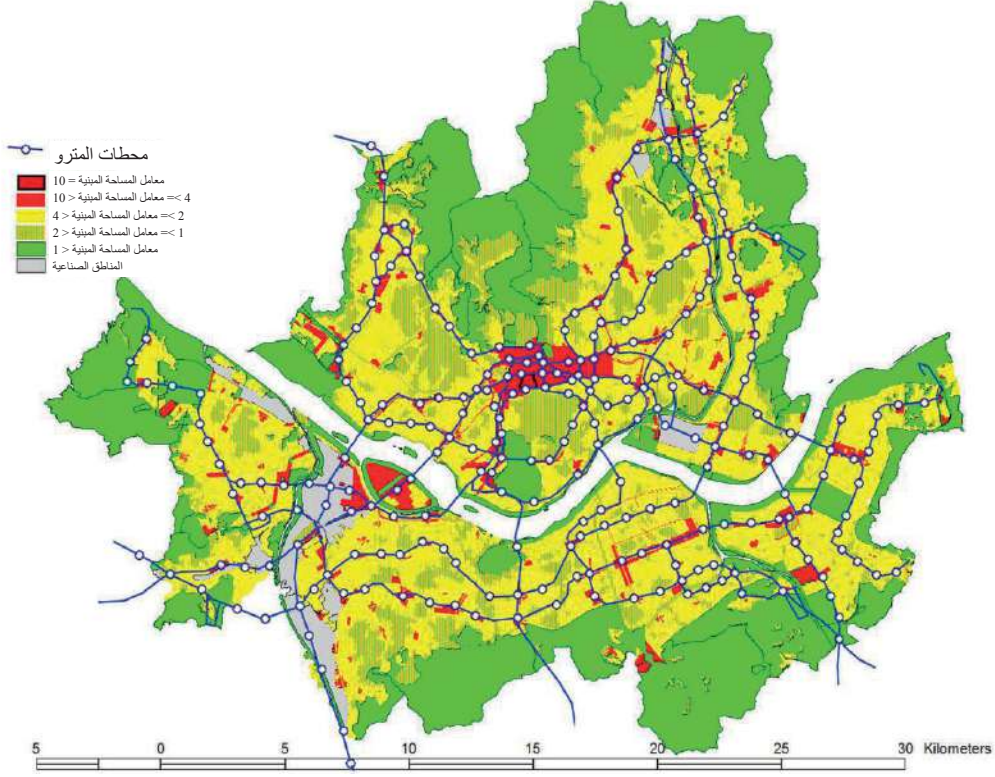 محطات المترو
معامل المساحة المبنية = 10
4 >= معامل المساحة المبنية < 10
2 >= معامل المساحة المبنية < 4
1 >= معامل المساحة المبنية < 2
معامل المساحة المبنية < 1
المناطق الصناعية
5 0 5 10 15 20 25 30 Kilometers